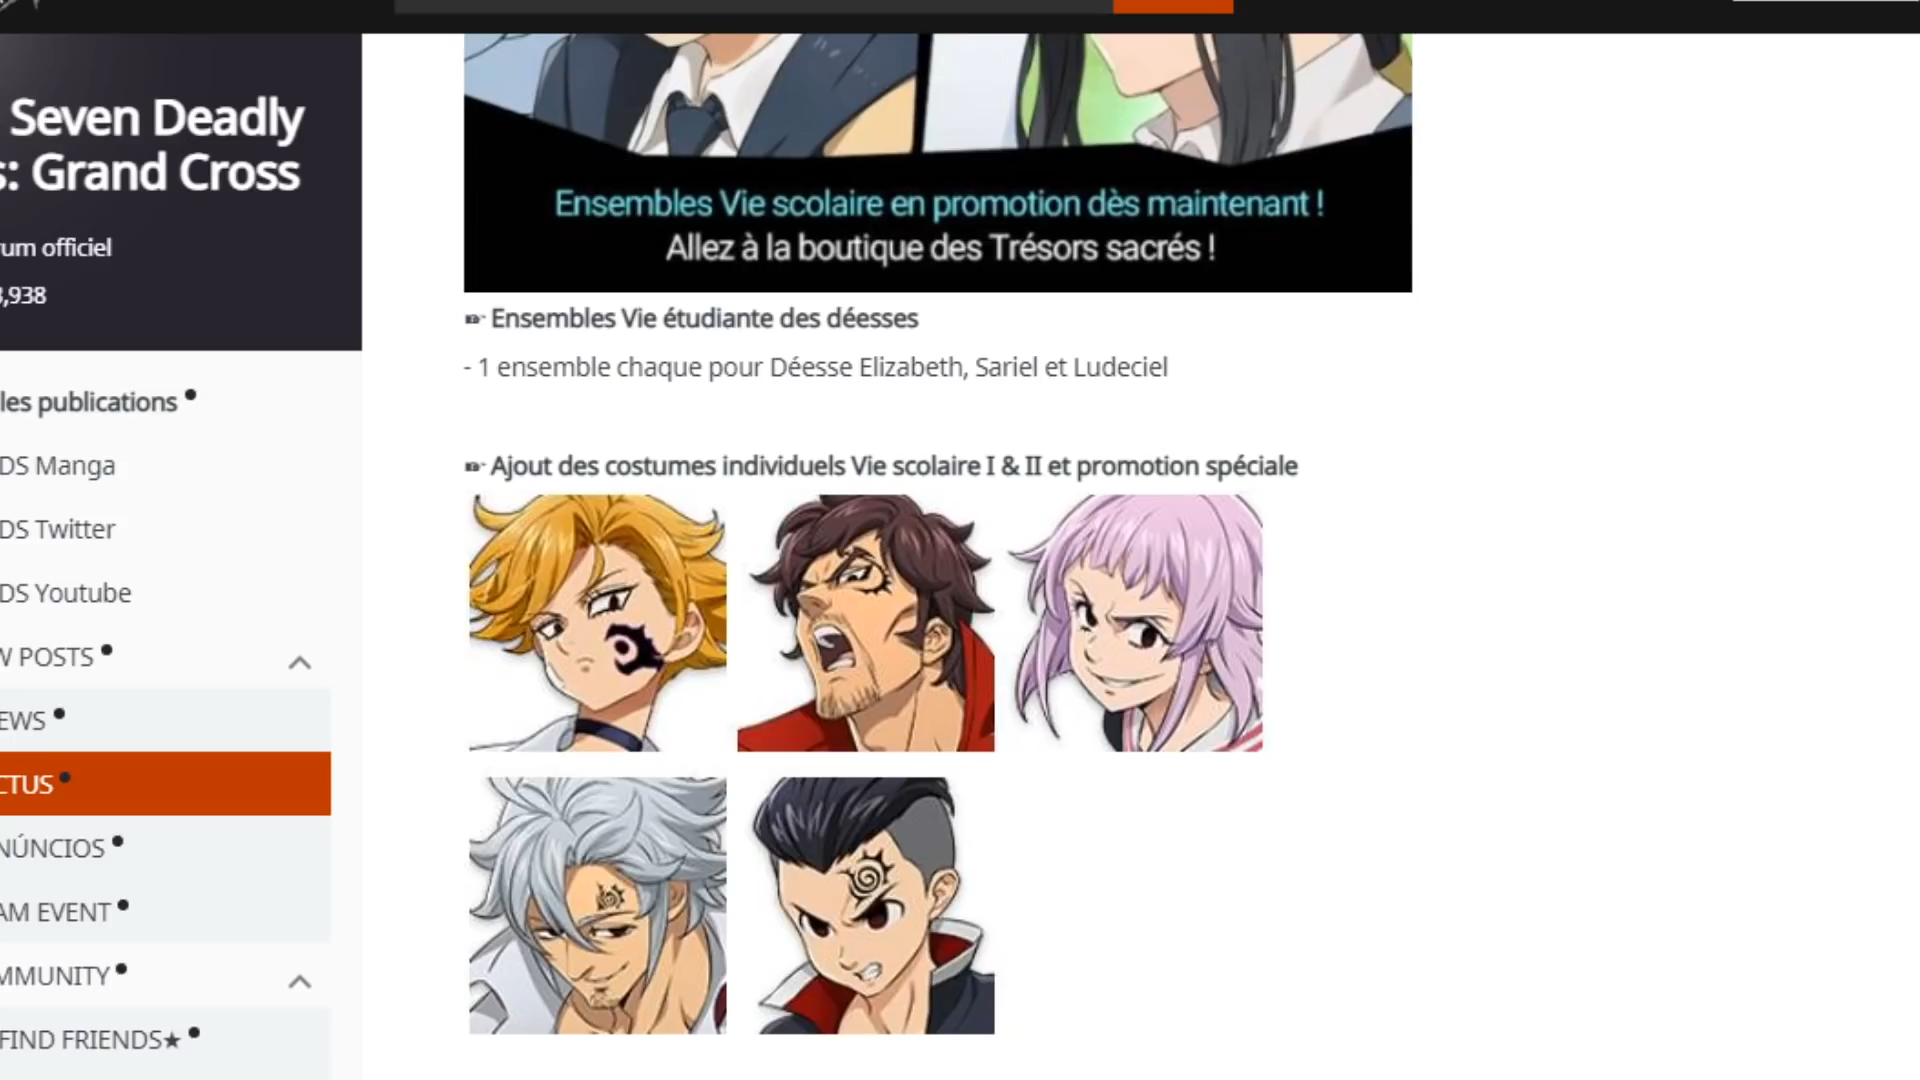 Seven Deadly
s: Grand Cross
um officiel
,938
les publications
DS Manga
DS Twitter
DS Youtube
W POSTS
EWS
CTUS
NÚNCIOS
AM EVENT
MMUNITY
FIND FRIENDS★
Ensembles Vie scolaire en promotion dès maintenant !
Allez à la boutique des Trésors sacrés !
Ensembles Vie étudiante des déesses
- 1 ensemble chaque pour Déesse Elizabeth, Sariel et Ludeciel
Ajout des costumes individuels Vie scolaire I & II et promotion spéciale